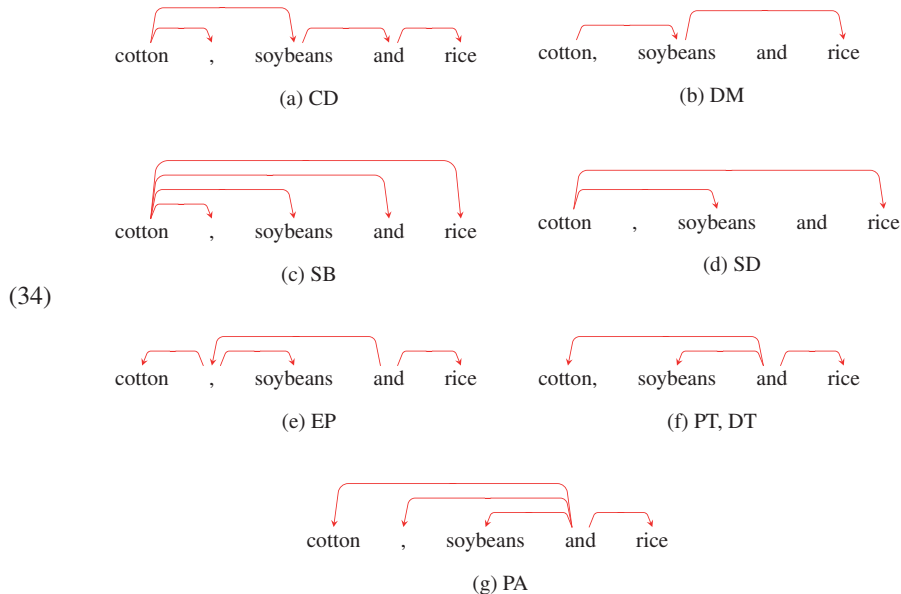 cotton , soybeans and rice
(a) CD
cotton, soybeans and rice
(b) DM
cotton , soybeans and rice
(c) SB
cotton , soybeans and rice
(d) SD
(34)
cotton , soybeans and rice
(e) EP
cotton, soybeans and rice
(f) PT, DT
cotton , soybeans and rice
(g) PA